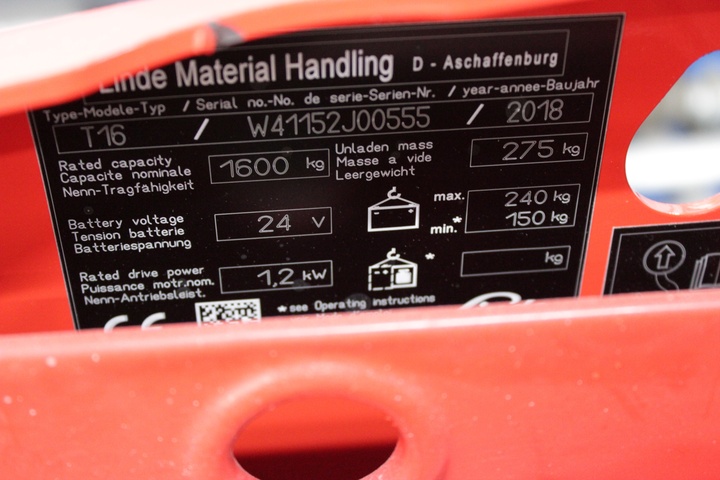 Linde Material Handling D - Aschaffenburg
Type-Modele-Typ / Serial no.-No. de serie-Serien-Nr. / year-annee-Baujahr
T16 / W41152J00555 / 2018
Rated capacity
Capacite nominale
Nenn-Tragfähigkeit
1600 kg
Unladen mass
Masse a vide
Leergewicht
275 kg
Battery voltage
Tension batterie
Batteriespannung
24 V
max. 240 kg
min.* 150 kg
Rated drive power
Puissance motr.nom.
Nenn-Antriebsleist.
1,2 kW
* kg
*see Operating instructions
CE